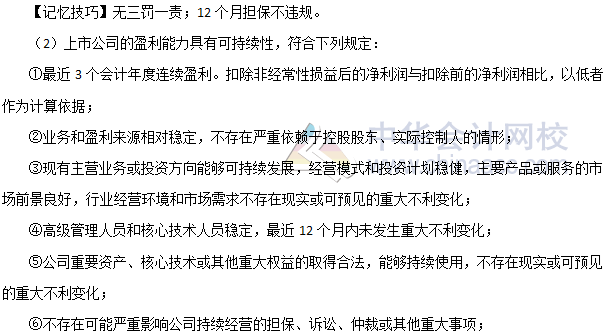 【记忆技巧】无三罚一责；12 个月担保不违规。
（2）上市公司的盈利能力具有可持续性，符合下列规定：
①最近 3 个会计年度连续盈利。扣除非经常性损益后的净利润与扣除前的净利润相比，以低者
作为计算依据；
②业务和盈利来源相对稳定，不存在严重依赖于控股股东、实际控制人的情形；
③现有主营业务或投资方向能够可持续发展，经营模式和投资计划稳健，主要产品或服务的市
场前景良好，行业经营环境和市场需求不存在现实或可预见的重大不利变化；
④高级管理人员和核心技术人员稳定，最近 12 个月内未发生重大不利变化；
⑤公司重要资产、核心技术或其他重大权益的取得合法，能够持续使用，不存在现实或可预见
的重大不利变化；
⑥不存在可能严重影响公司持续经营的担保、诉讼、仲裁或其他重大事项；
中华会计网校